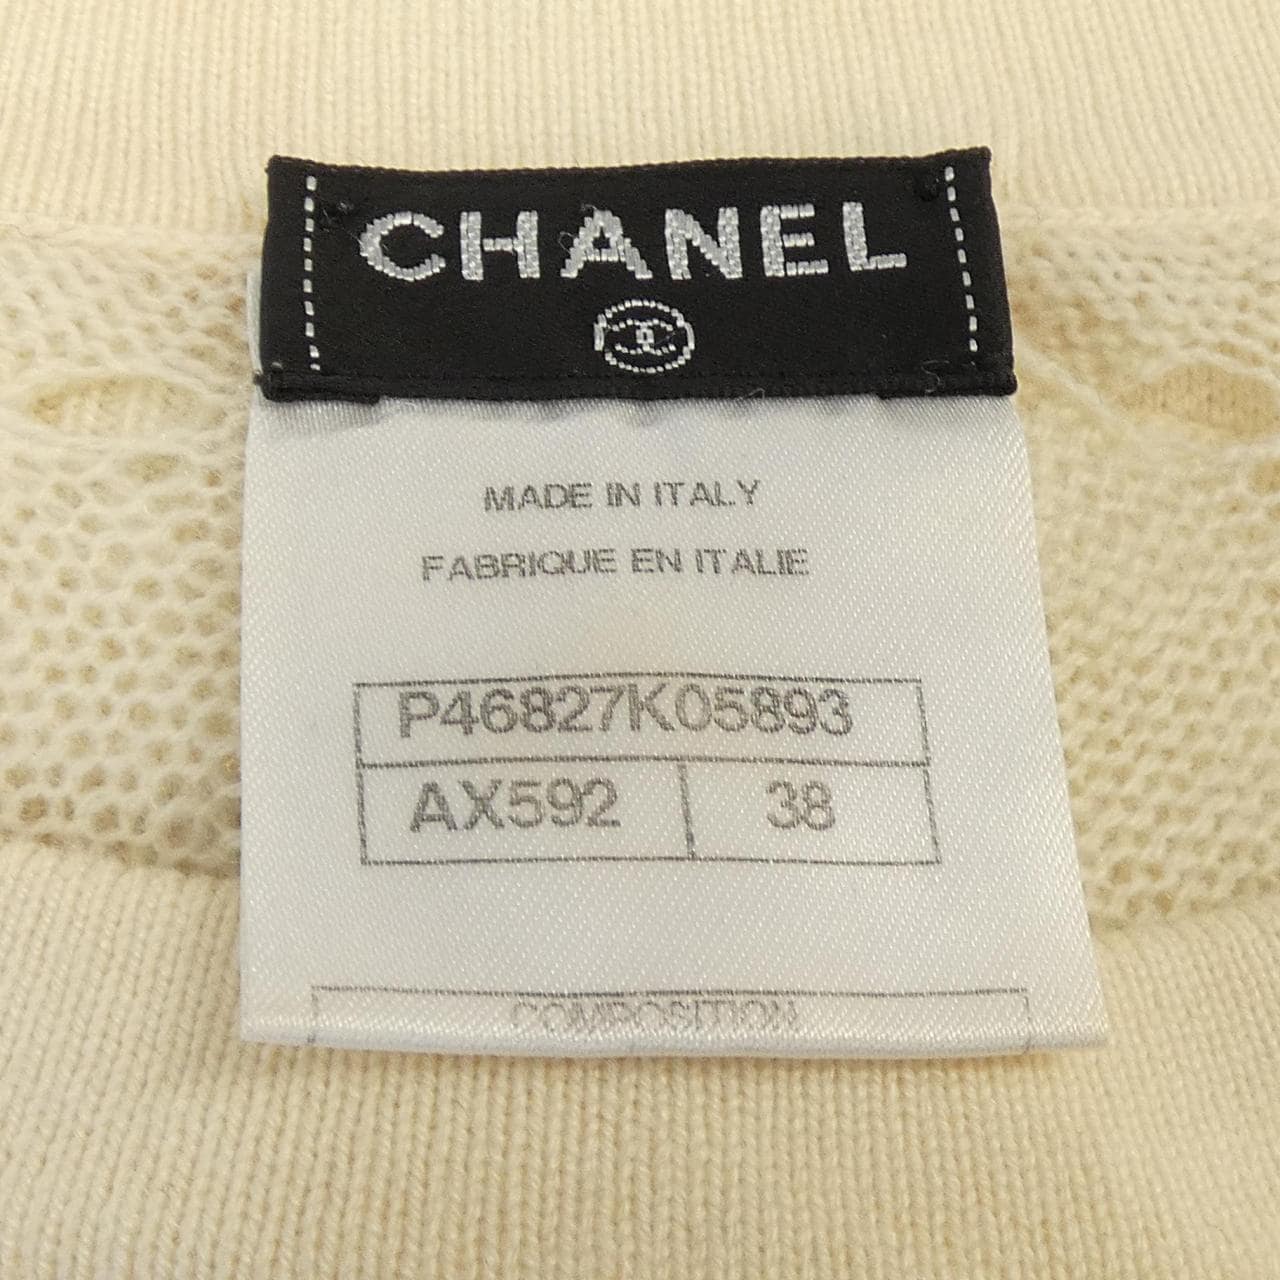 CHANEL
MADE IN ITALY
FABRIQUE EN ITALIE
P46827K05893
AX592 38
COMPOSITION